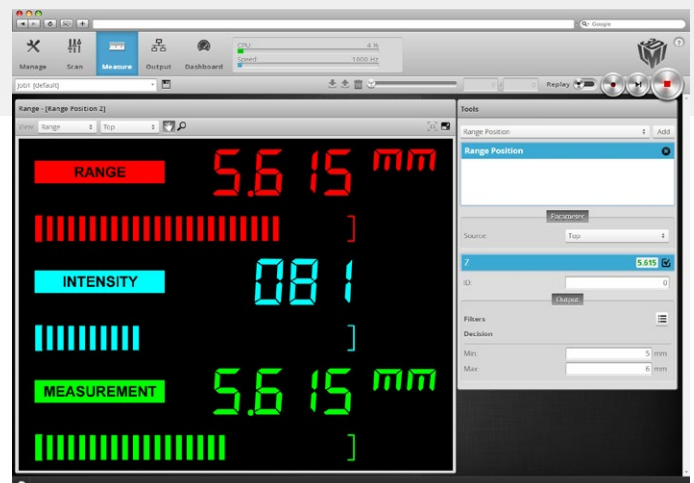 Google
CPU: 4 %
Speed: 1000 Hz
Manage Scan Measure Output Dashboard
Job1 [default]
Replay
Range - [Range Position 2]
Tools
View: Range Top
Range Position Add
RANGE 5.615 mm
Range Position
Parameter
Source: Top
INTENSITY 081
Z 5.615
ID: 0
Output
Filters
Decision
Min: 5 mm
Max: 6 mm
MEASUREMENT 5.615 mm